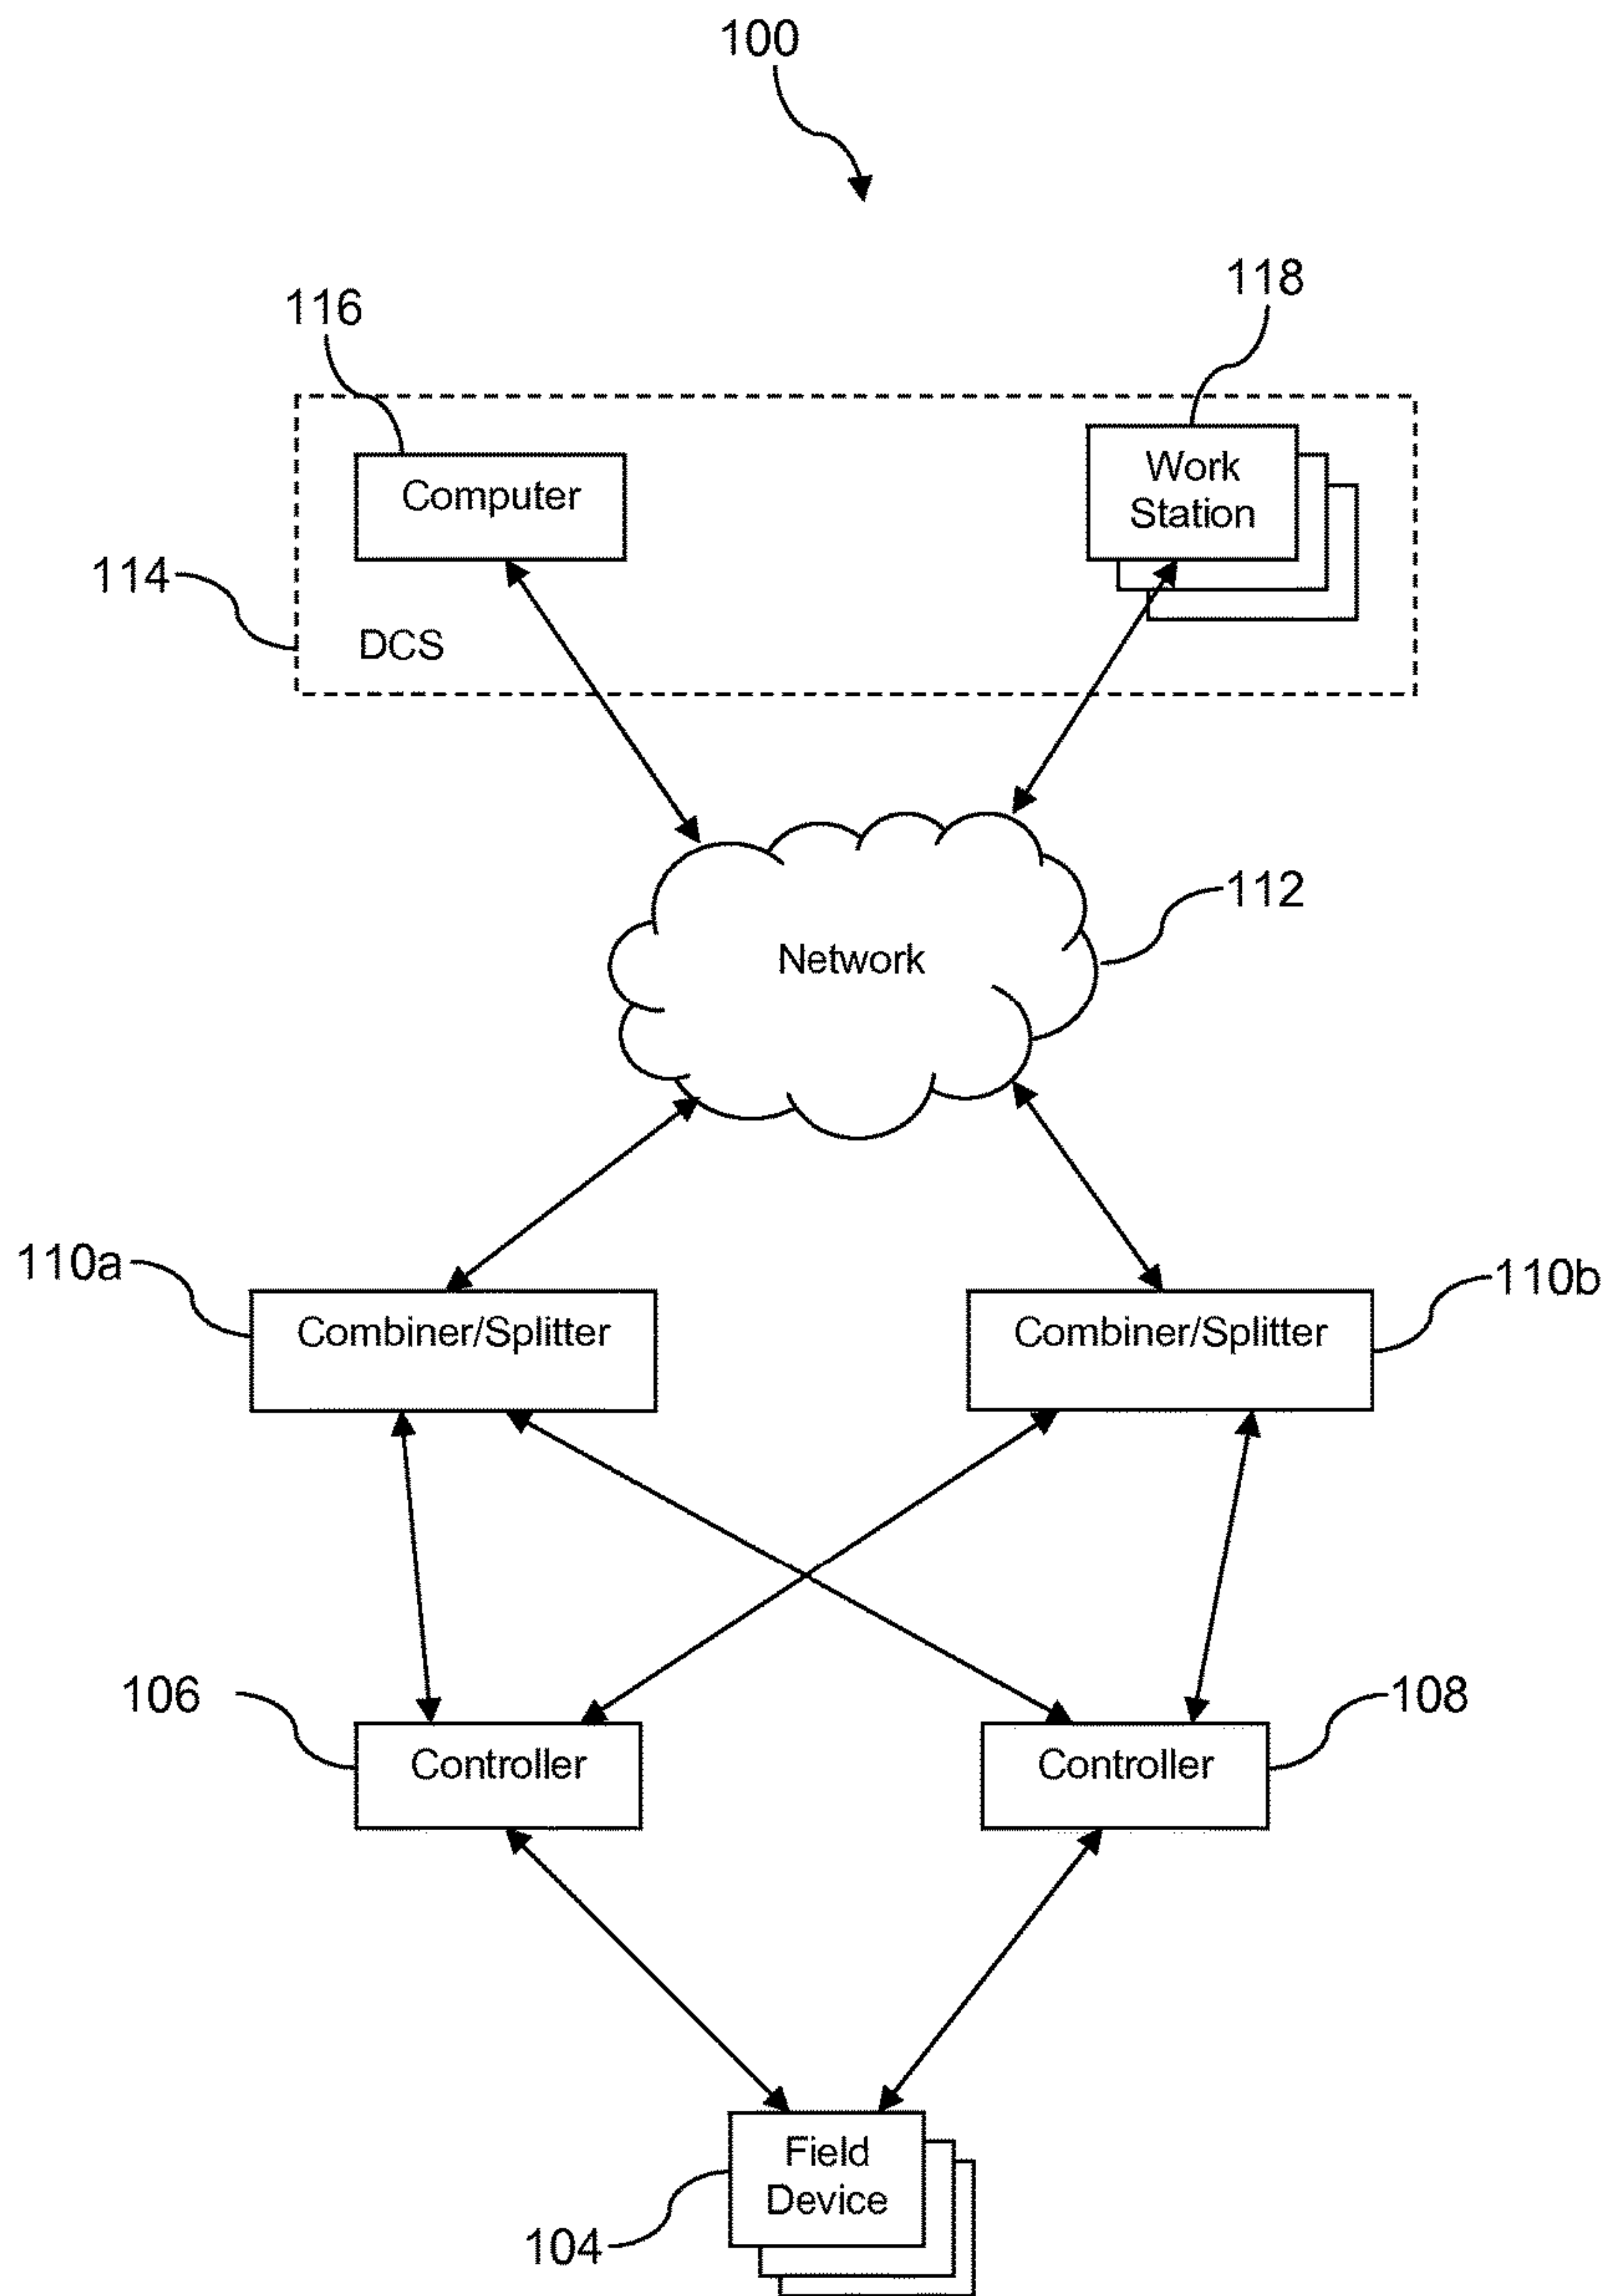 100
116
118
Computer
Work
Station
114
DCS
112
Network
110a
110b
Combiner/Splitter
Combiner/Splitter
106
108
Controller
Controller
Field
Device
104